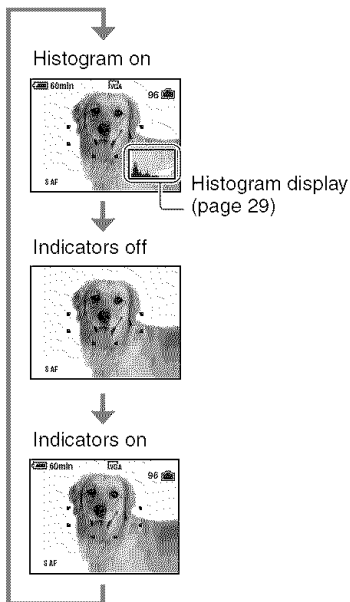 Histogram on
60min VGA 96
S AF
Histogram display
(page 29)
Indicators off
S AF
Indicators on
60min VGA 96
S AF